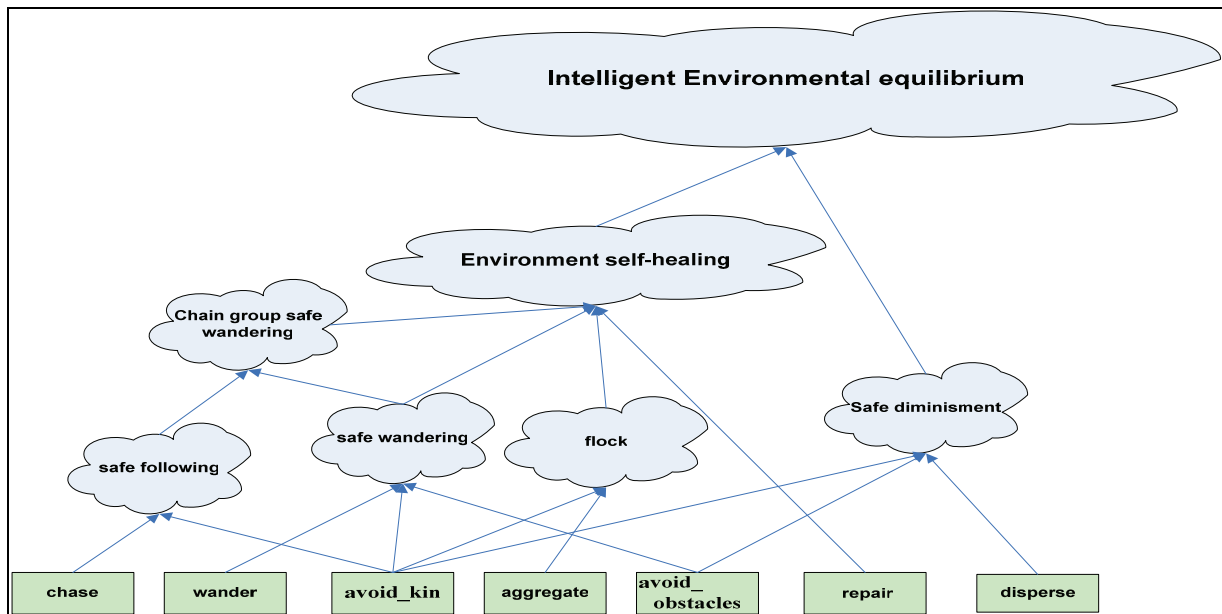 Intelligent Environmental equilibrium
Environment self-healing
Chain group safe
wandering
Safe diminisment
safe wandering
flock
safe following
chase
wander
avoid_kin
aggregate
avoid_
obstacles
repair
disperse